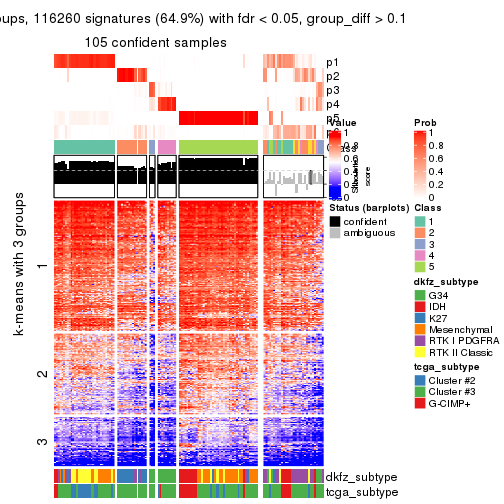 oups, 116260 signatures (64.9%) with fdr < 0.05, group_diff > 0.1
105 confident samples
p1
p2
p3
p4
p5
Value
1
0.8
0.6
0.4
0.2
0
Silhouette
score
Prob
1
0.8
0.6
0.4
0.2
0
Status (barplots)
confident
ambiguous
Class
1
2
3
4
5
dkfz_subtype
G34
IDH
K27
Mesenchymal
RTK I PDGFRA
RTK II Classic
tcga_subtype
Cluster #2
Cluster #3
G-CIMP+
k-means with 3 groups
1
2
3
dkfz_subtype
tcga_subtype